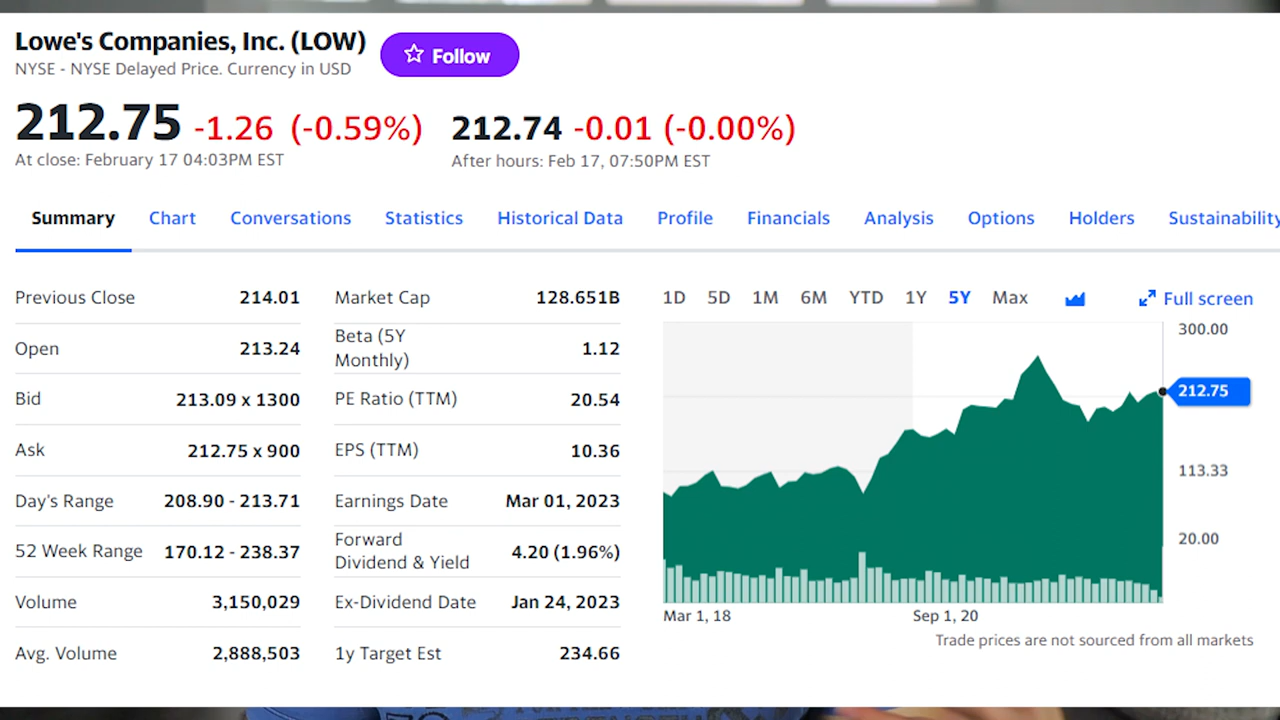 Lowe's Companies, Inc. (LOW)
Follow
NYSE - NYSE Delayed Price. Currency in USD
212.75 -1.26 (-0.59%)
212.74 -0.01 (-0.00%)
At close: February 17 04:03PM EST
After hours: Feb 17, 07:50PM EST
Summary Chart Conversations Statistics Historical Data Profile Financials Analysis Options Holders Sustainability
Previous Close 214.01
Open 213.24
Bid 213.09 x 1300
Ask 212.75 x 900
Day's Range 208.90 - 213.71
52 Week Range 170.12 - 238.37
Volume 3,150,029
Avg. Volume 2,888,503
Market Cap 128.651B
Beta (5Y
Monthly) 1.12
PE Ratio (TTM) 20.54
EPS (TTM) 10.36
Earnings Date Mar 01, 2023
Forward
Dividend & Yield 4.20 (1.96%)
Ex-Dividend Date Jan 24, 2023
1y Target Est 234.66
1D 5D 1M 6M YTD 1Y 5Y Max Full screen
300.00
212.75
113.33
20.00
Mar 1, 18 Sep 1, 20
Trade prices are not sourced from all markets